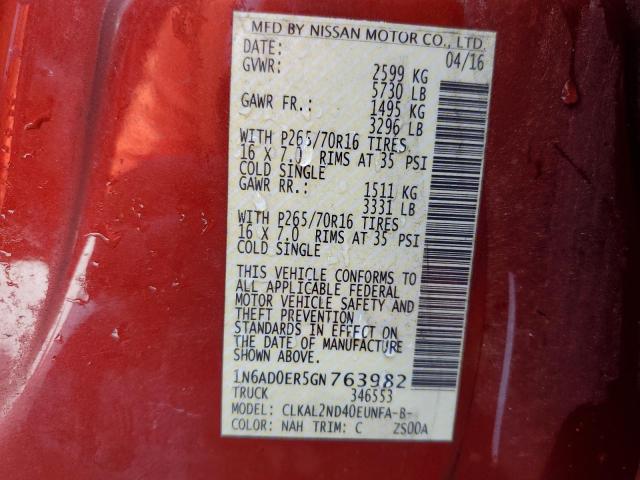 MFD BY NISSAN MOTOR CO., LTD.
DATE: 04/16
GVWR: 2599 KG
5730 LB
GAWR FR.: 1495 KG
3296 LB
WITH P265/70R16 TIRES
16 X 7.0 RIMS AT 35 PSI
COLD SINGLE
GAWR RR.: 1511 KG
3331 LB
WITH P265/70R16 TIRES
16 X 7.0 RIMS AT 35 PSI
COLD SINGLE
THIS VEHICLE CONFORMS TO
ALL APPLICABLE FEDERAL
MOTOR VEHICLE SAFETY AND
THEFT PREVENTION
STANDARDS IN EFFECT ON
THE DATE OF MANUFACTURE
SHOWN ABOVE.
1N6AD0ER5GN763982
TRUCK 346553
MODEL: CLKAL2ND40EUNFA-B-
COLOR: NAH TRIM: C ZS00A